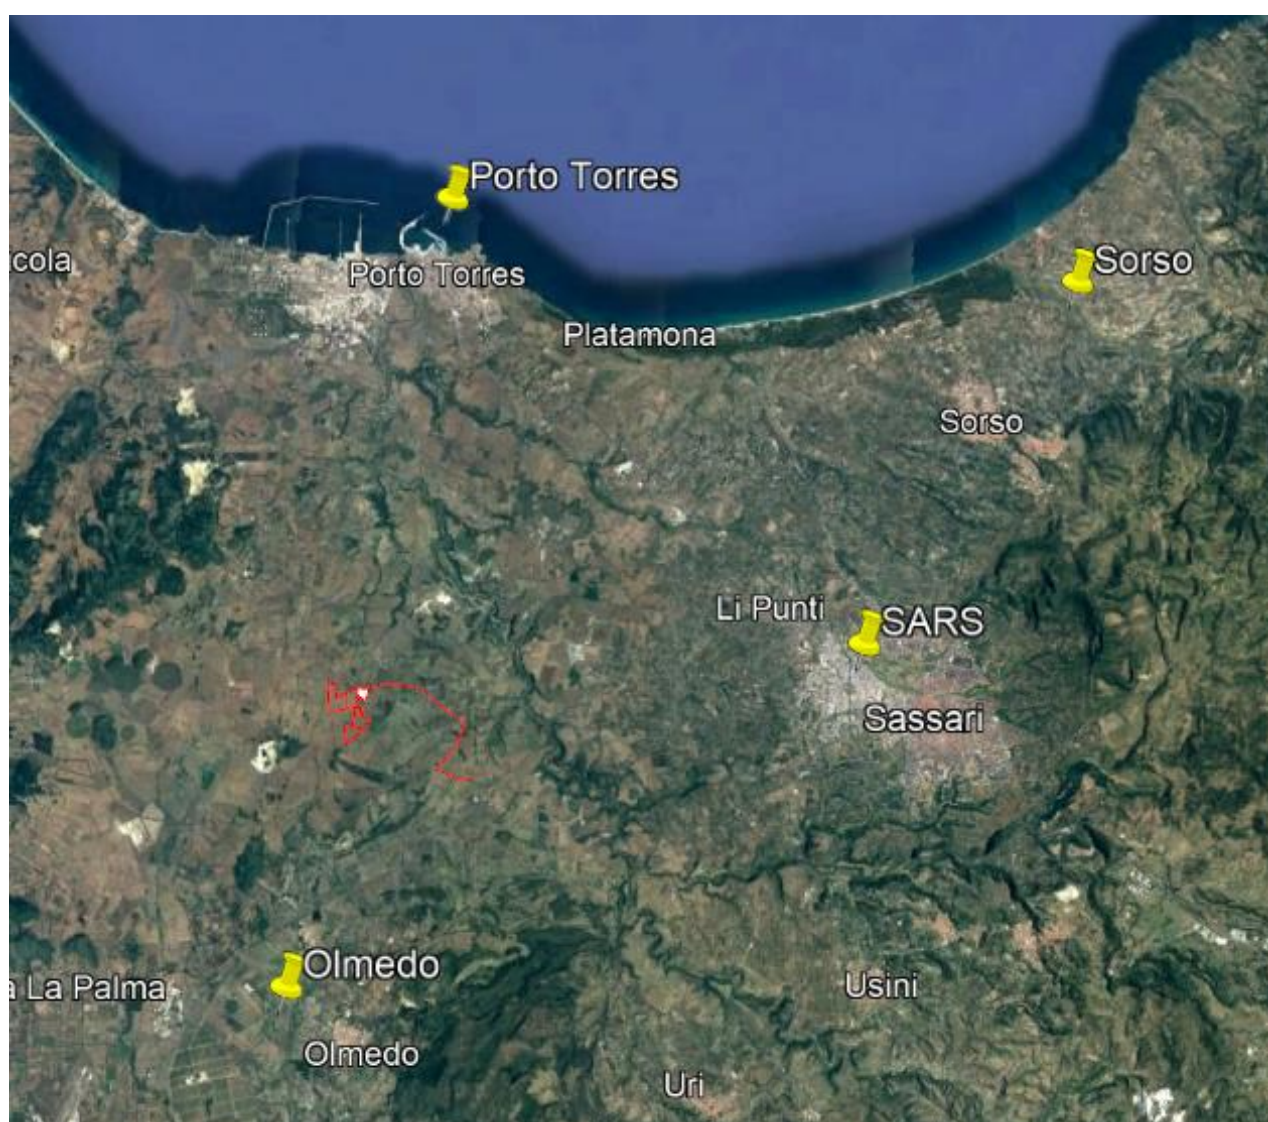 Porto Torres
cola
Porto Torres
Sorso
Platamona
Sorso
Li Punti
SARS
Sassari
Olmedo
a La Palma
Usini
Olmedo
Uri